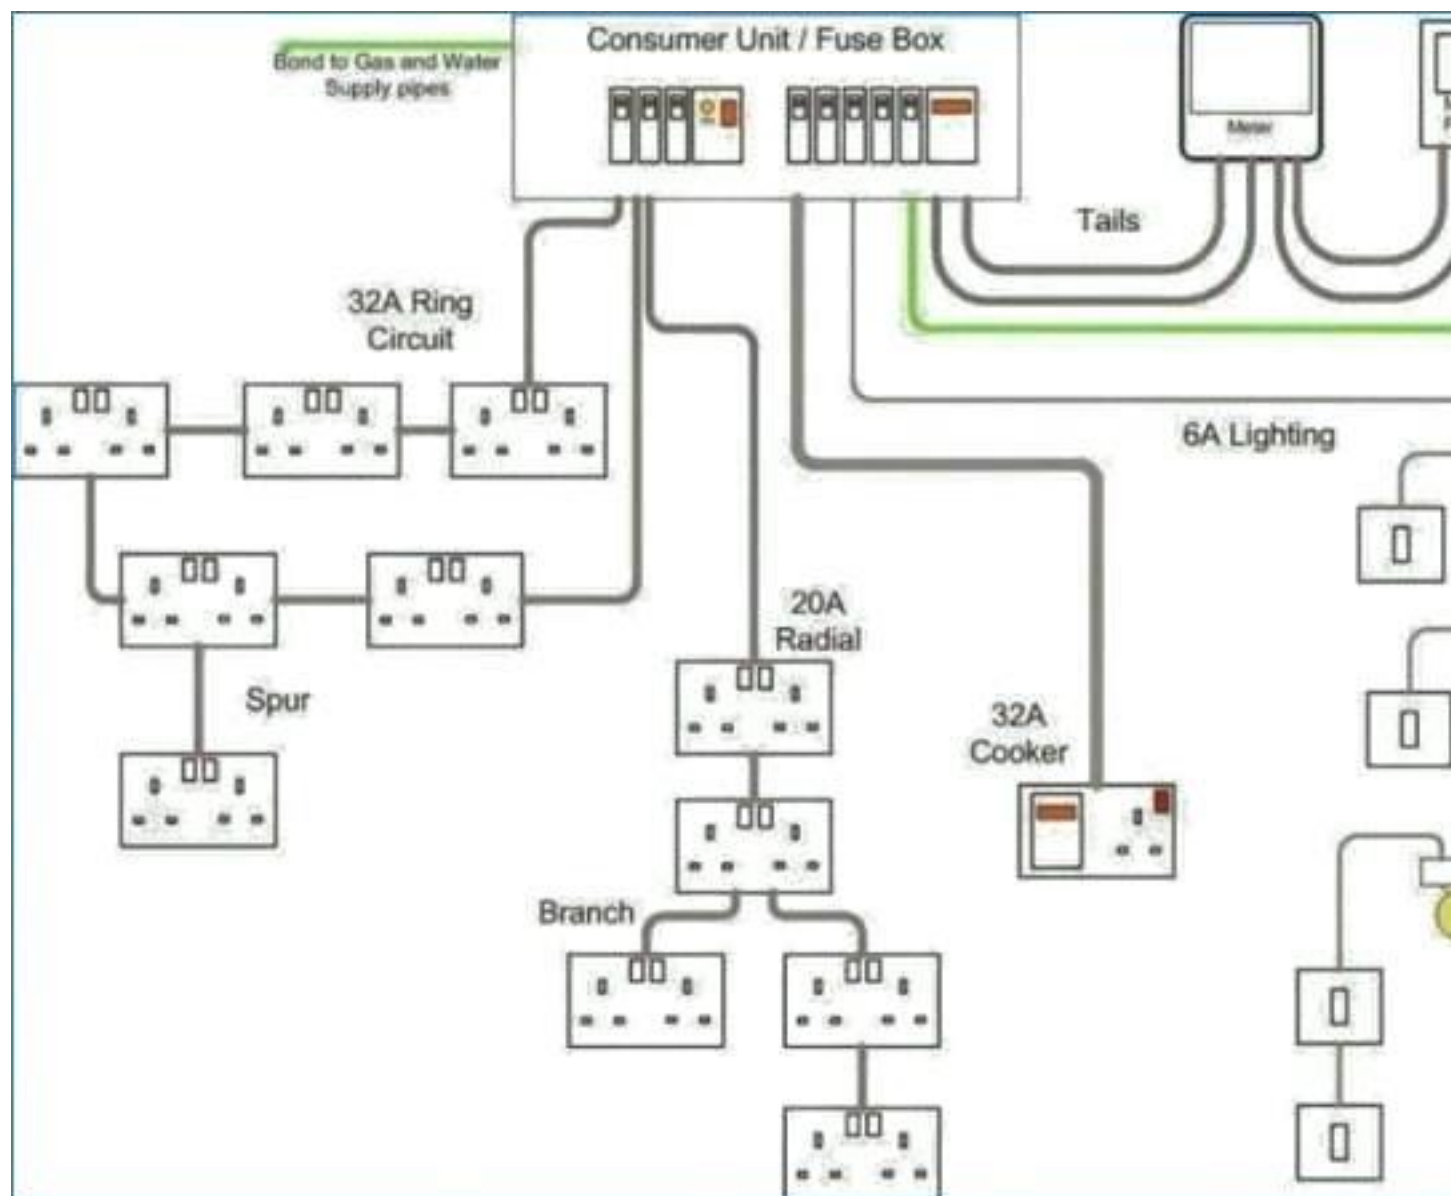 Consumer Unit / Fuse Box
Bond to Gas and Water
Supply pipes
Meter
Tails
32A Ring
Circuit
6A Lighting
20A
Radial
Spur
32A
Cooker
Branch